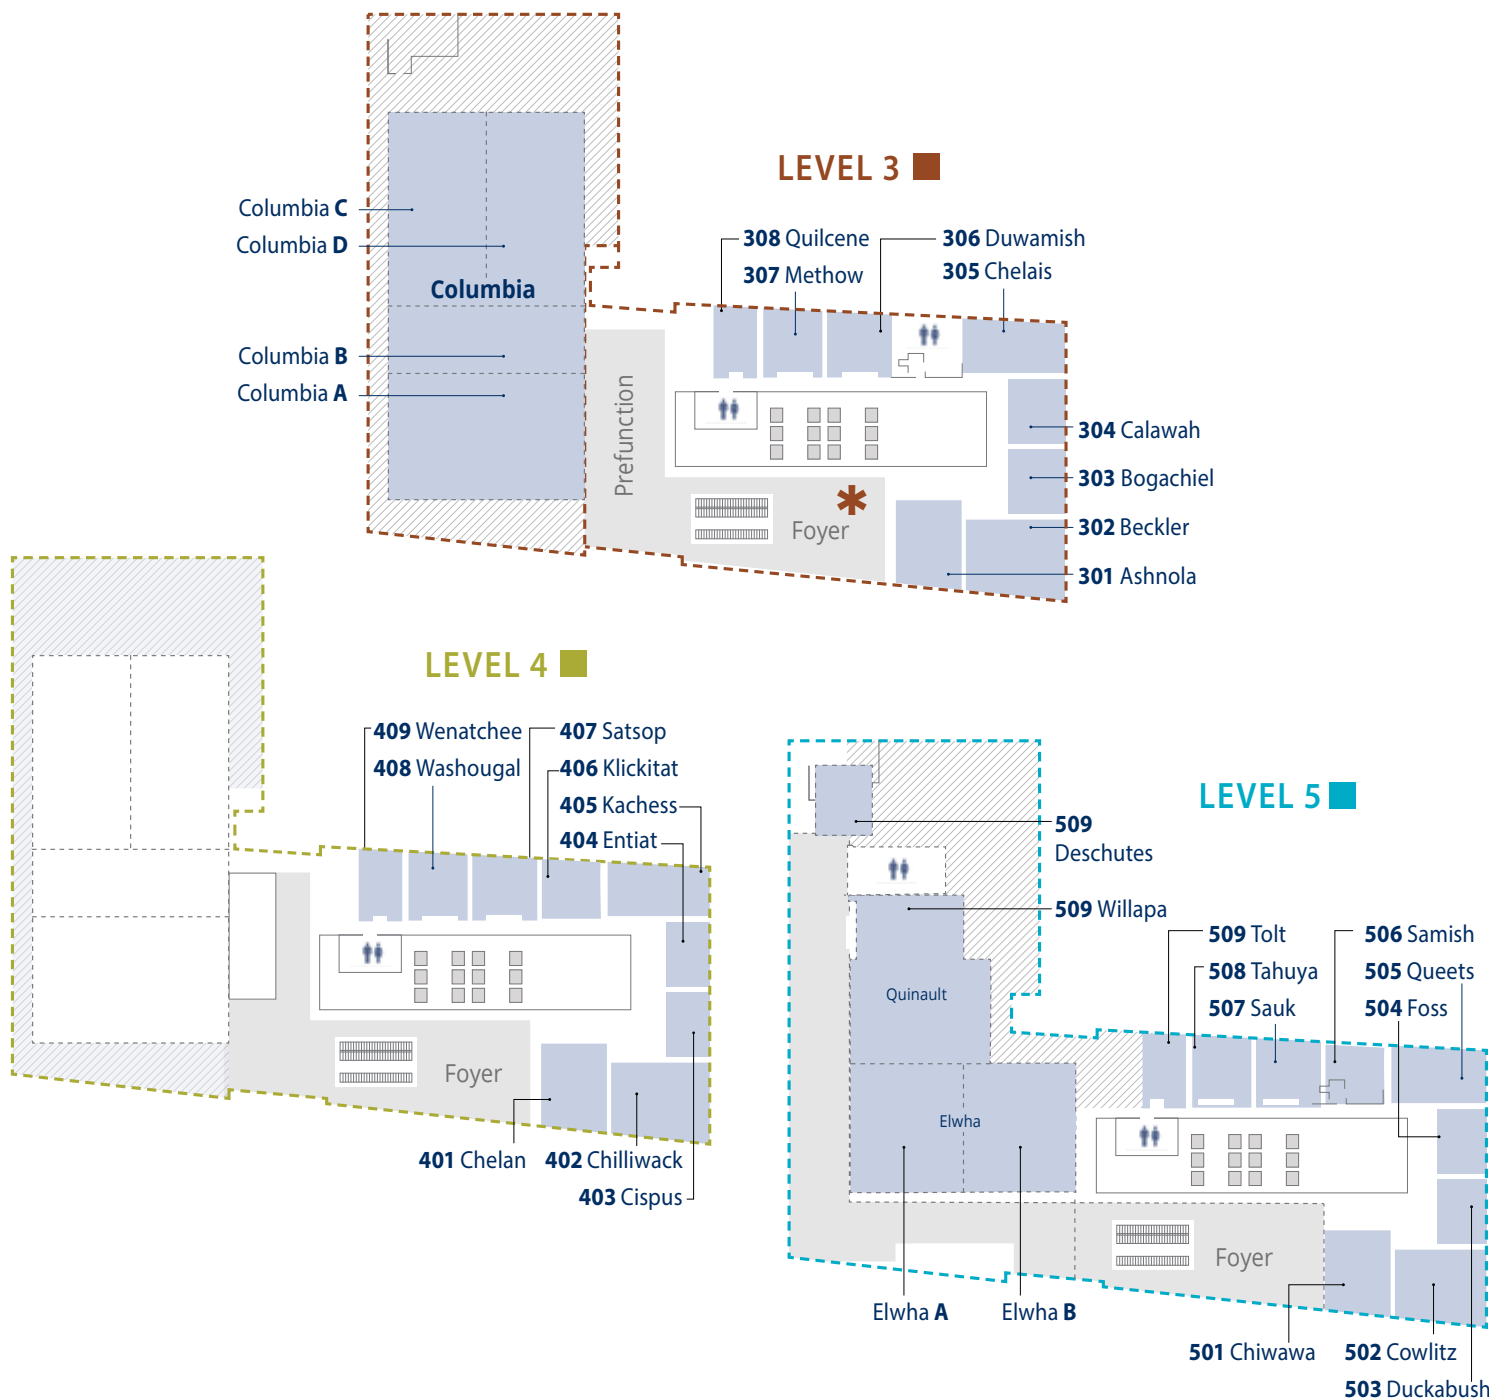 LEVEL 3
Columbia C
Columbia D
Columbia
Columbia B
Columbia A
308 Quilcene
307 Methow
306 Duwamish
305 Chelais
304 Calawah
303 Bogachiel
302 Beckler
301 Ashnola
Prefunction
*
Foyer
LEVEL 4
409 Wenatchee
408 Washougal
407 Satsop
406 Klickitat
405 Kachess
404 Entiat
Foyer
401 Chelan
402 Chilliwack
403 Cispus
LEVEL 5
509
Deschutes
509 Willapa
509 Tolt
508 Tahuya
507 Sauk
506 Samish
505 Queets
504 Foss
Quinault
Elwha
Foyer
Elwha A
Elwha B
501 Chiwawa
502 Cowlitz
503 Duckabush